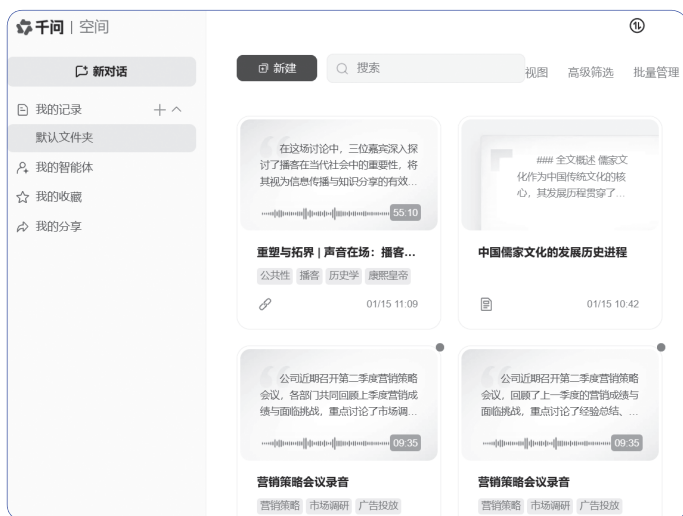 千问 | 空间
新对话
我的记录
默认文件夹
我的智能体
我的收藏
我的分享
新建
搜索
视图
高级筛选
批量管理
在这场讨论中，三位嘉宾深入探
讨了播客在当代社会中的重要性，将
其视为信息传播与知识分享的有效…
55:10
重塑与拓界 | 声音在场：播客…
公共性 播客 历史学 康熙皇帝
01/15 11:09
### 全文概述 儒家文
化作为中国传统文化的核
心，其发展历程贯穿了…
中国儒家文化的发展历史进程
01/15 10:42
公司近期召开第二季度营销策略
会议，各部门共同回顾上季度营销成
绩与面临挑战，重点讨论了市场调…
09:35
营销策略会议录音
营销策略 市场调研 广告投放
公司近期召开第二季度营销策略
会议，回顾了上一季度的营销成绩与
面临挑战，重点讨论了经验总结、…
09:35
营销策略会议录音
营销策略 市场调研 广告投放